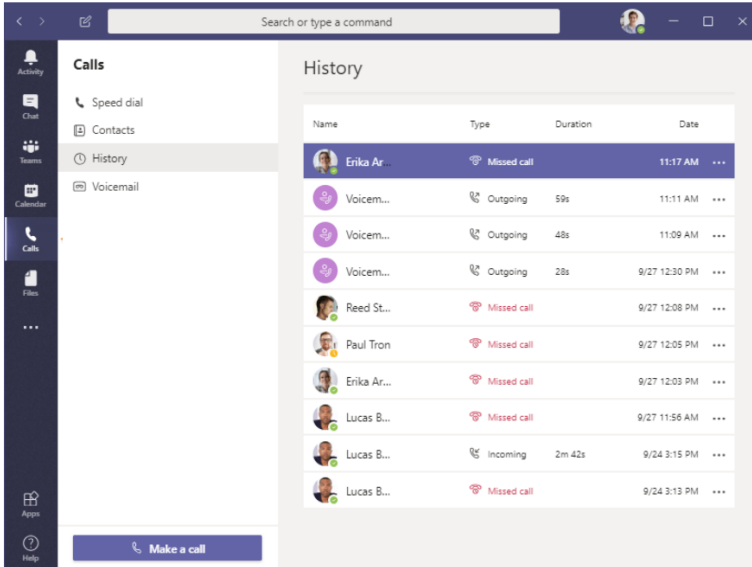 Search or type a command
Activity
Chat
Teams
Calendar
Calls
Files
Apps
Help
Calls
Speed dial
Contacts
History
Voicemail
Make a call
History
Name Type Duration Date
Erika Ar... Missed call 11:17 AM
Voicem... Outgoing 59s 11:11 AM
Voicem... Outgoing 48s 11:09 AM
Voicem... Outgoing 28s 9/27 12:30 PM
Reed St... Missed call 9/27 12:08 PM
Paul Tron Missed call 9/27 12:05 PM
Erika Ar... Missed call 9/27 12:03 PM
Lucas B... Missed call 9/27 11:56 AM
Lucas B... Incoming 2m 42s 9/24 3:15 PM
Lucas B... Missed call 9/24 3:13 PM